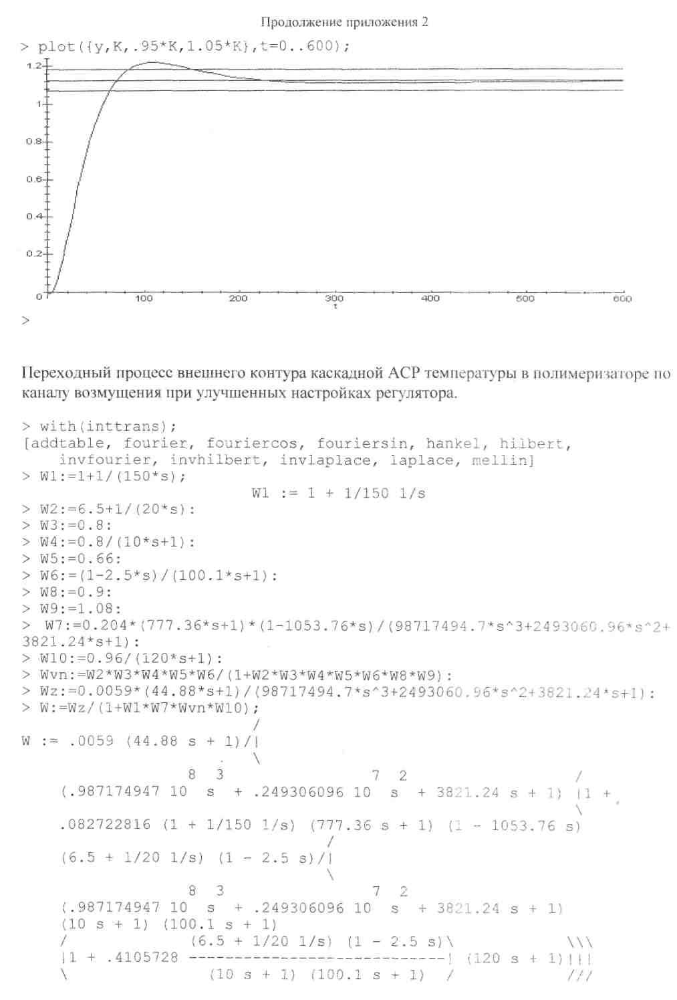 Продолжение приложения 2
> plot({y,K,.95*K,1.05*K},t=0..600);
1.2
1
0.8
0.6
0.4
0.2
0
100 200 300 400 500 600
t
>
Переходный процесс внешнего контура каскадной АСР температуры в полимеризаторе по
каналу возмущения при улучшенных настройках регулятора.
> with(inttrans);
[addtable, fourier, fouriercos, fouriersin, hankel, hilbert,
invfourier, invhilbert, invlaplace, laplace, mellin]
> W1:=1+1/(150*s);
W1 := 1 + 1/150 1/s
> W2:=6.5+1/(20*s):
> W3:=0.8:
> W4:=0.8/(10*s+1):
> W5:=0.66:
> W6:=(1-2.5*s)/(100.1*s+1):
> W8:=0.9:
> W9:=1.08:
> W7:=0.204*(777.36*s+1)*(1-1053.76*s)/(98717494.7*s^3+2493060.96*s^2+
3821.24*s+1):
> W10:=0.96/(120*s+1):
> Wvn:=W2*W3*W4*W5*W6/(1+W2*W3*W4*W5*W6*W8*W9):
> Wz:=0.0059*(44.88*s+1)/(98717494.7*s^3+2493060.96*s^2+3821.24*s+1):
> W:=Wz/(1+W1*W7*Wvn*W10);
/
W := .0059 (44.88 s + 1)/|
\
8 3 7 2 /
(.987174947 10 s + .249306096 10 s + 3821.24 s + 1) |1 +
\
.082722816 (1 + 1/150 1/s) (777.36 s + 1) (1 - 1053.76 s)
/
(6.5 + 1/20 1/s) (1 - 2.5 s)/|
\
8 3 7 2
(.987174947 10 s + .249306096 10 s + 3821.24 s + 1)
(10 s + 1) (100.1 s + 1)
/ (6.5 + 1/20 1/s) (1 - 2.5 s)\ \\\
|1 + .4105728 ----------------------------| (120 s + 1)|||
\ (10 s + 1) (100.1 s + 1) / ///